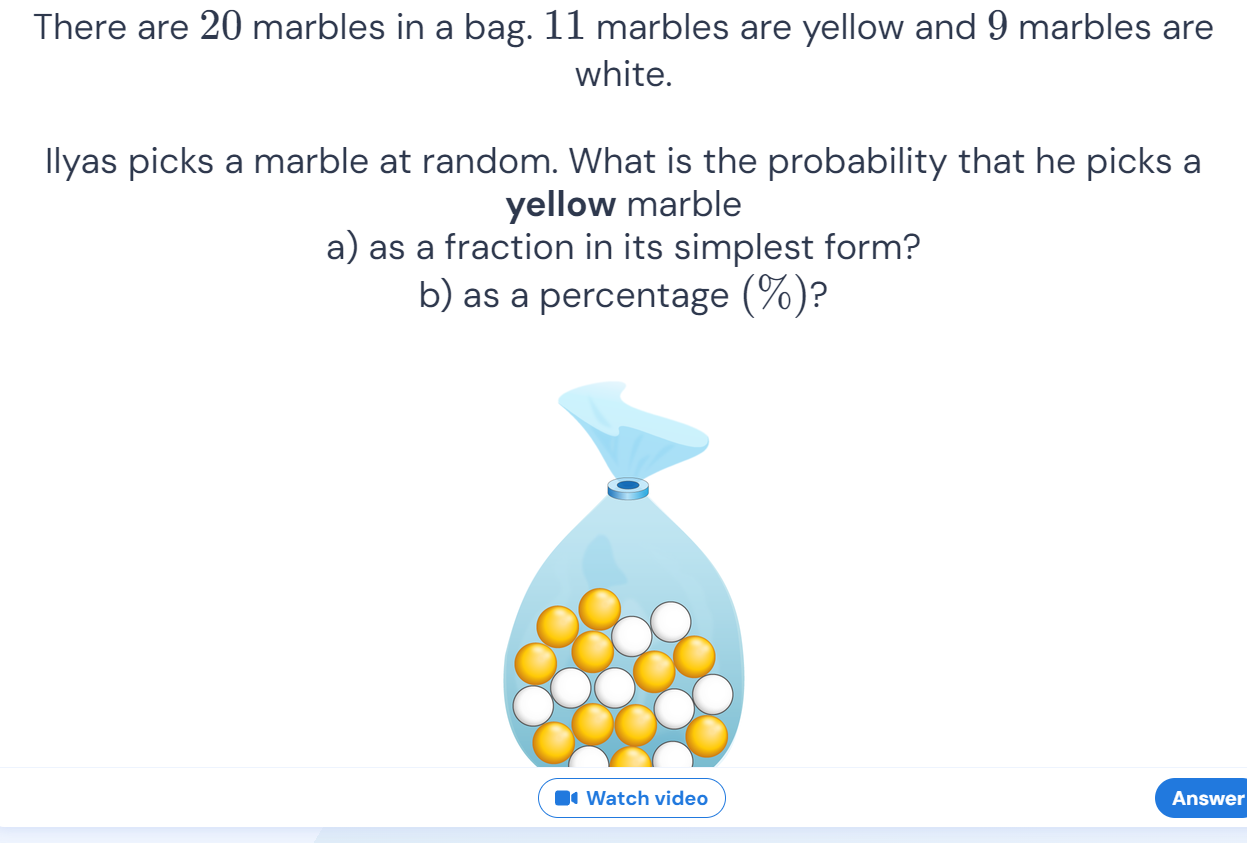 There are 20 marbles in a bag. 11 marbles are yellow and 9 marbles are
white.
Ilyas picks a marble at random. What is the probability that he picks a
yellow marble
a) as a fraction in its simplest form?
b) as a percentage (%)?
Watch video
Answer